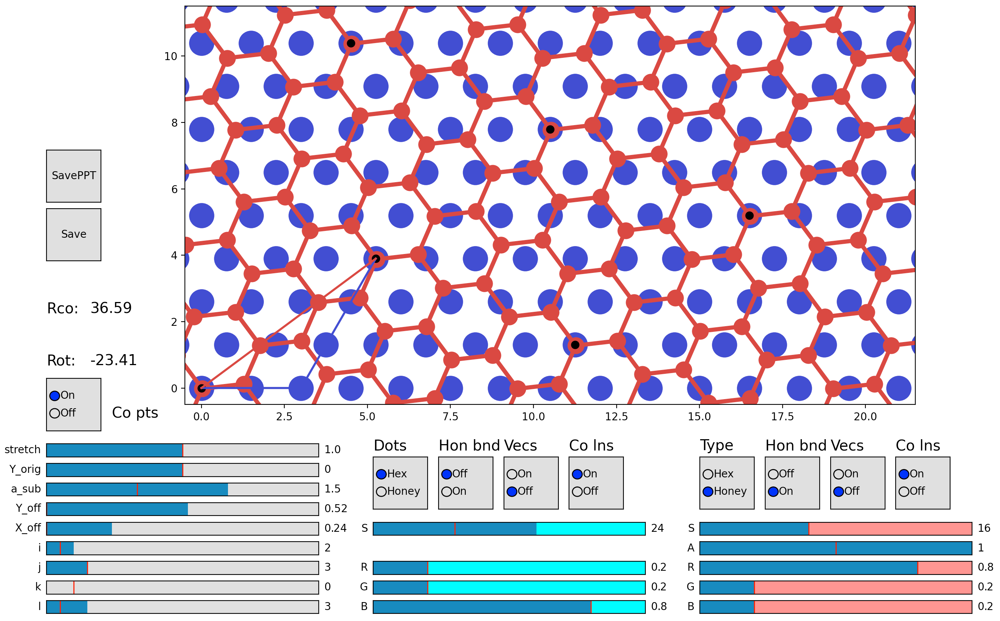 10
8
6
4
2
0
0.0 2.5 5.0 7.5 10.0 12.5 15.0 17.5 20.0
SavePPT
Save
Rco: 36.59
Rot: -23.41
On
Off
Co pts
stretch 1.0
Y_orig 0
a_sub 1.5
Y_off 0.52
X_off 0.24
i 2
j 3
k 0
l 3
Dots Hon bnd Vecs Co lns
Hex Off On On
Honey On Off Off
S 24
R 0.2
G 0.2
B 0.8
Type Hon bnd Vecs Co lns
Hex Off On On
Honey On Off Off
S 16
A 1
R 0.8
G 0.2
B 0.2